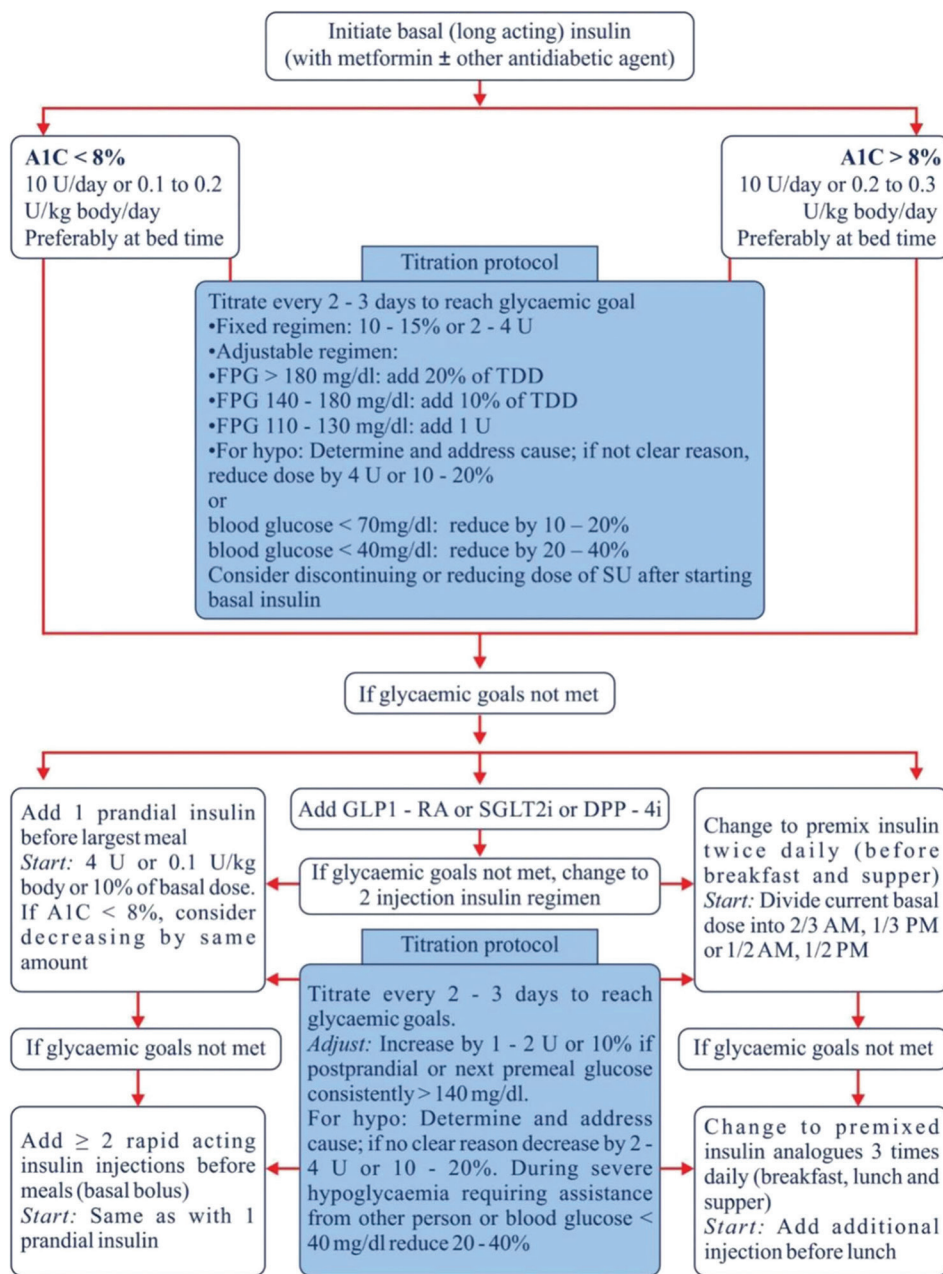 Initiate basal (long acting) insulin
(with metformin ± other antidiabetic agent)
A1C < 8%
10 U/day or 0.1 to 0.2
U/kg body/day
Preferably at bed time
A1C > 8%
10 U/day or 0.2 to 0.3
U/kg body/day
Preferably at bed time
Titration protocol
Titrate every 2 - 3 days to reach glycaemic goal
•Fixed regimen: 10 - 15% or 2 - 4 U
•Adjustable regimen:
•FPG > 180 mg/dl: add 20% of TDD
•FPG 140 - 180 mg/dl: add 10% of TDD
•FPG 110 - 130 mg/dl: add 1 U
•For hypo: Determine and address cause; if not clear reason,
reduce dose by 4 U or 10 - 20%
or
blood glucose < 70mg/dl: reduce by 10 – 20%
blood glucose < 40mg/dl: reduce by 20 – 40%
Consider discontinuing or reducing dose of SU after starting
basal insulin
If glycaemic goals not met
Add 1 prandial insulin
before largest meal
Start: 4 U or 0.1 U/kg
body or 10% of basal dose.
If A1C < 8%, consider
decreasing by same
amount
Add GLP1 - RA or SGLT2i or DPP - 4i
If glycaemic goals not met, change to
2 injection insulin regimen
Change to premix insulin
twice daily (before
breakfast and supper)
Start: Divide current basal
dose into 2/3 AM, 1/3 PM
or 1/2 AM, 1/2 PM
Titration protocol
Titrate every 2 - 3 days to reach
glycaemic goals.
Adjust: Increase by 1 - 2 U or 10% if
postprandial or next premeal glucose
consistently > 140 mg/dl.
For hypo: Determine and address
cause; if no clear reason decrease by 2 -
4 U or 10 - 20%. During severe
hypoglycaemia requiring assistance
from other person or blood glucose <
40 mg/dl reduce 20 - 40%
If glycaemic goals not met
If glycaemic goals not met
Add ≥ 2 rapid acting
insulin injections before
meals (basal bolus)
Start: Same as with 1
prandial insulin
Change to premixed
insulin analogues 3 times
daily (breakfast, lunch and
supper)
Start: Add additional
injection before lunch